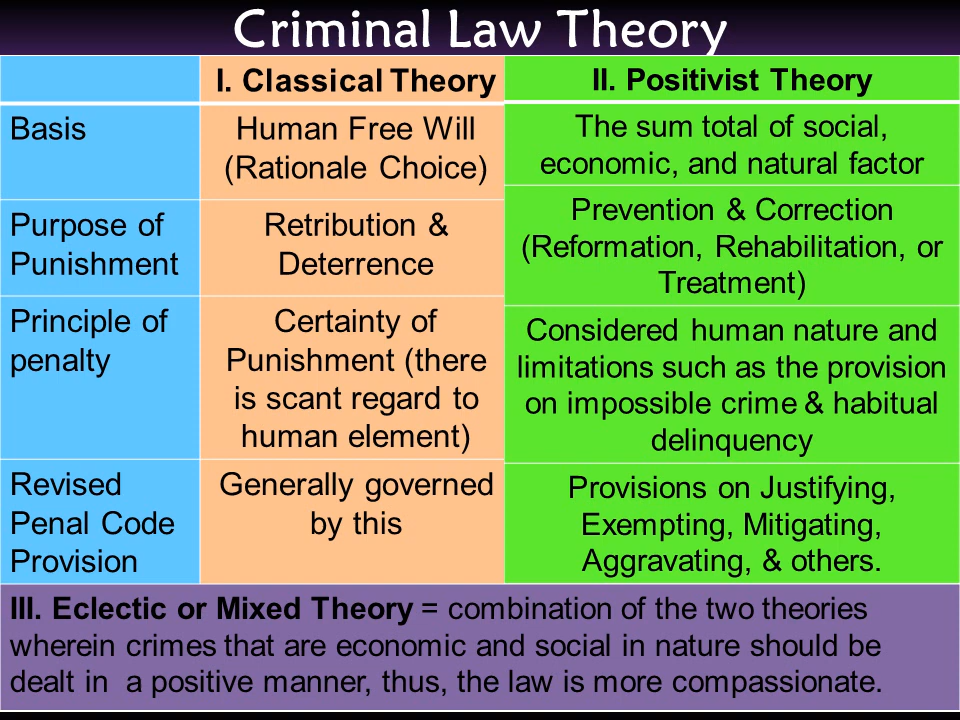 Criminal Law Theory
I. Classical Theory
II. Positivist Theory
Basis
Human Free Will
(Rationale Choice)
The sum total of social,
economic, and natural factor
Purpose of
Punishment
Retribution &
Deterrence
Prevention & Correction
(Reformation, Rehabilitation, or
Treatment)
Principle of
penalty
Certainty of
Punishment (there
is scant regard to
human element)
Considered human nature and
limitations such as the provision
on impossible crime & habitual
delinquency
Revised
Penal Code
Provision
Generally governed
by this
Provisions on Justifying,
Exempting, Mitigating,
Aggravating, & others.
III. Eclectic or Mixed Theory = combination of the two theories
wherein crimes that are economic and social in nature should be
dealt in  a positive manner, thus, the law is more compassionate.